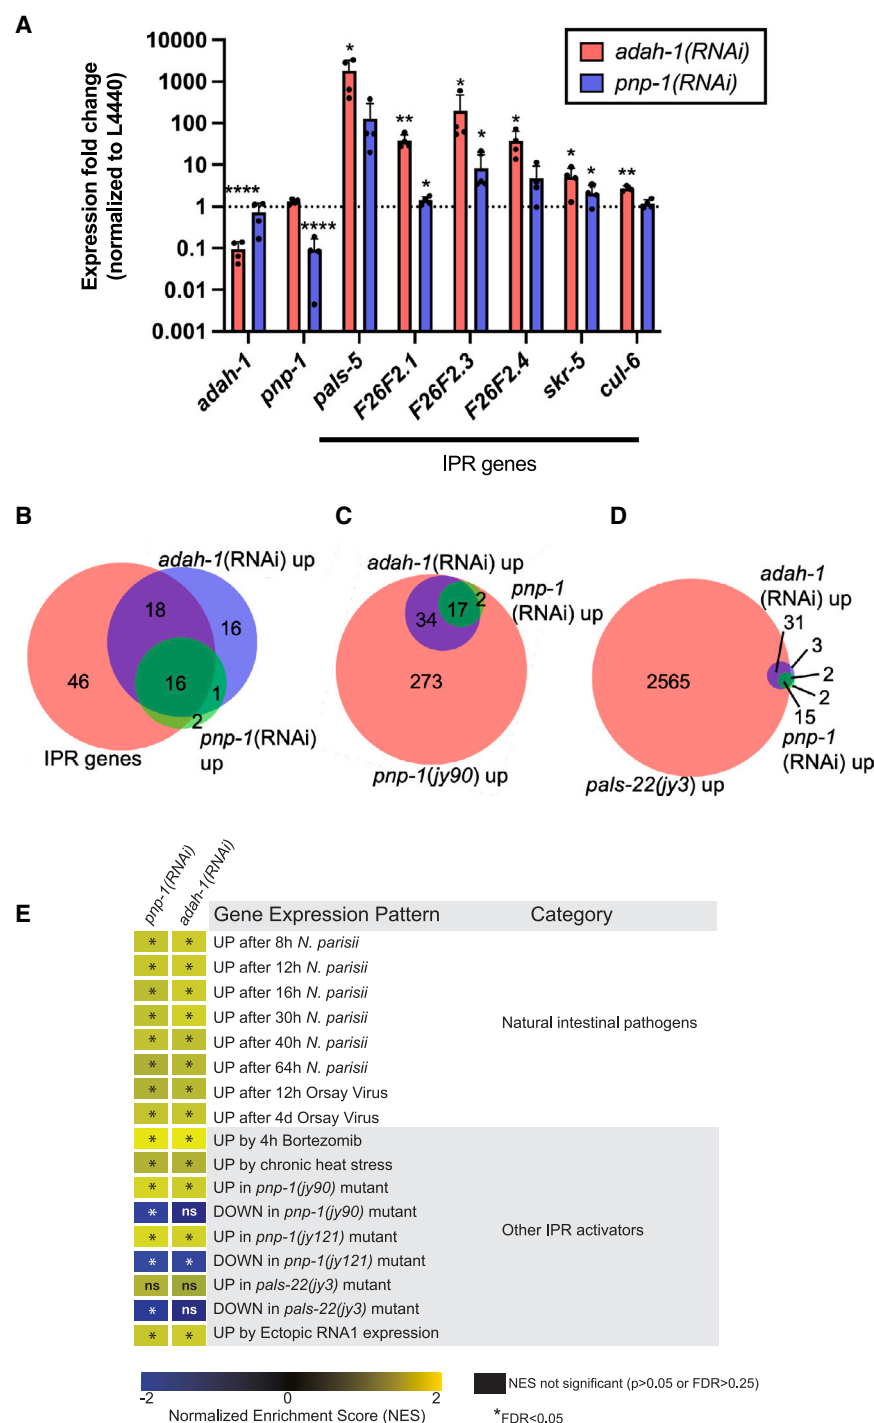 A
Expression fold change
(normalized to L4440)
10000
1000
100
10
1
0.1
0.01
0.001
adah-1(RNAi)
pnp-1(RNAi)
****
****
*
**
*
*
*
*
*
*
**
adah-1
pnp-1
pals-5
F26F2.1
F26F2.3
F26F2.4
skr-5
cul-6
IPR genes
B
adah-1(RNAi) up
18
16
46
16
1
2
IPR genes
pnp-1(RNAi)
up
C
adah-1(RNAi) up
pnp-1
(RNAi) up
34
17
2
273
pnp-1(jy90) up
D
adah-1
(RNAi) up
31
3
2565
2
2
15
pnp-1
(RNAi) up
pals-22(jy3) up
E
pnp-1(RNAi)
adah-1(RNAi)
Gene Expression Pattern Category
* * UP after 8h N. parisii
* * UP after 12h N. parisii
* * UP after 16h N. parisii
* * UP after 30h N. parisii
Natural intestinal pathogens
* * UP after 40h N. parisii
* * UP after 64h N. parisii
* * UP after 12h Orsay Virus
* * UP after 4d Orsay Virus
* * UP by 4h Bortezomib
* * UP by chronic heat stress
* * UP in pnp-1(jy90) mutant
* ns DOWN in pnp-1(jy90) mutant
Other IPR activators
* * UP in pnp-1(jy121) mutant
* * DOWN in pnp-1(jy121) mutant
ns ns UP in pals-22(jy3) mutant
* ns DOWN in pals-22(jy3) mutant
* * UP by Ectopic RNA1 expression
-2 0 2
Normalized Enrichment Score (NES)
NES not significant (p>0.05 or FDR>0.25)
*FDR<0.05